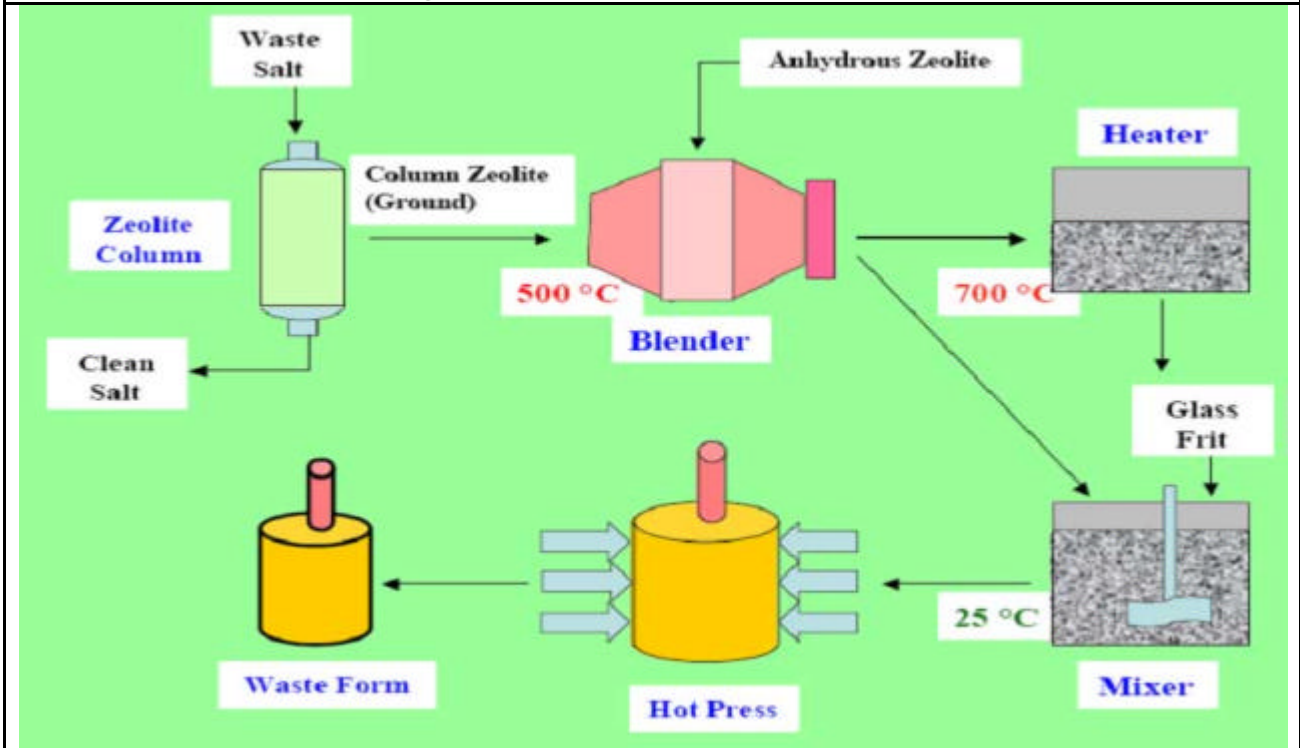 Waste
Salt
Anhydrous Zeolite
Heater
Column Zeolite
(Ground)
Zeolite
Column
500 °C
700 °C
Blender
Clean
Salt
Glass
Frit
25 °C
Waste Form
Hot Press
Mixer